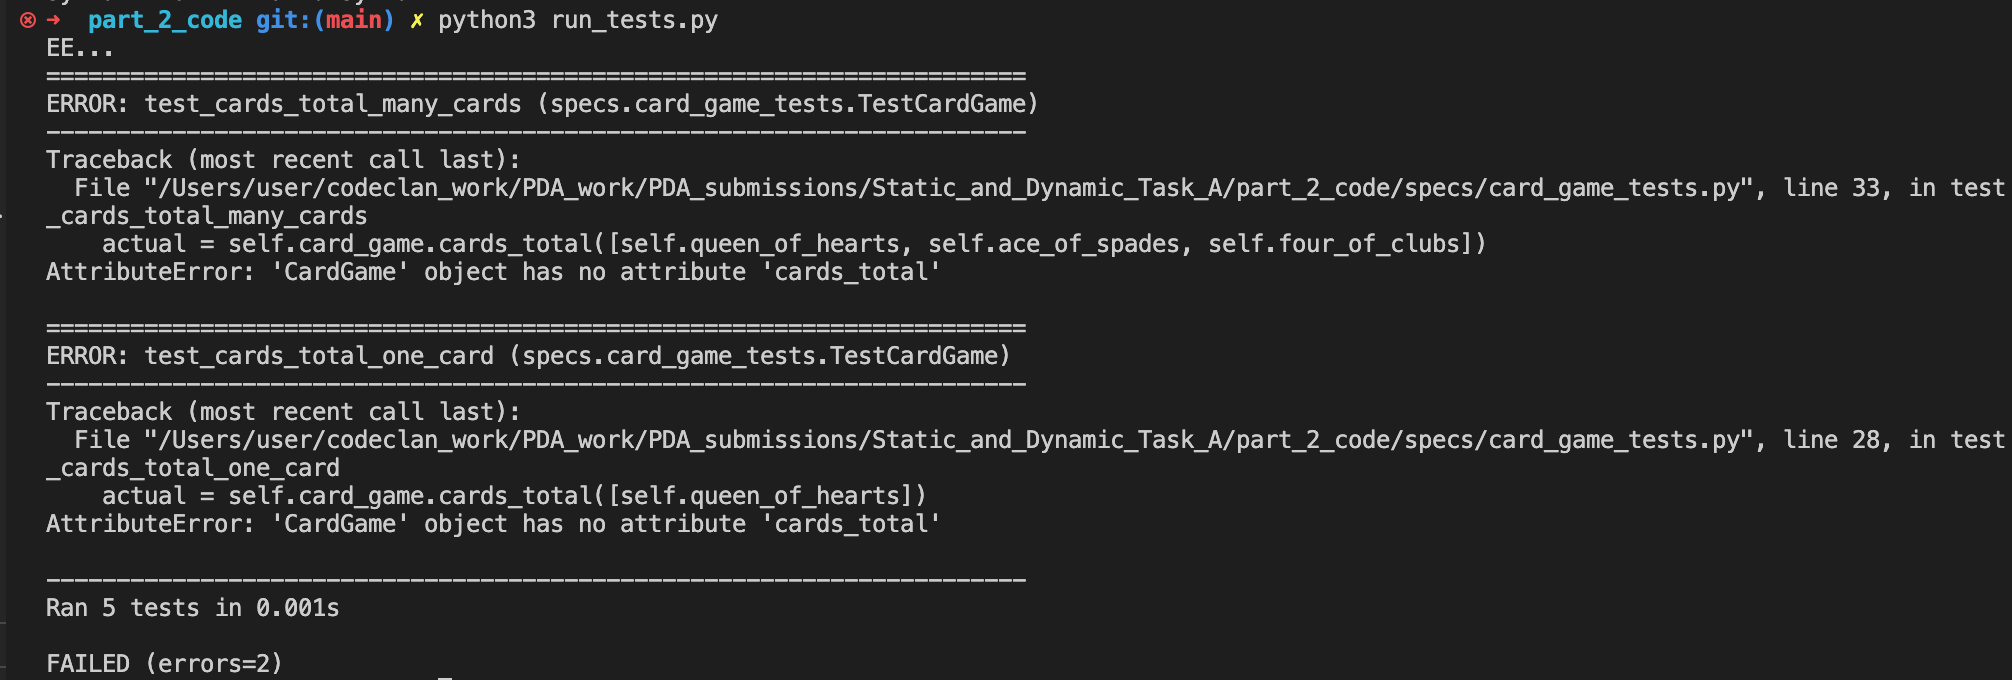 ⊗ → part_2_code git:(main) ✗ python3 run_tests.py
EE...
======================================================================
ERROR: test_cards_total_many_cards (specs.card_game_tests.TestCardGame)
----------------------------------------------------------------------
Traceback (most recent call last):
  File "/Users/user/codeclan_work/PDA_work/PDA_submissions/Static_and_Dynamic_Task_A/part_2_code/specs/card_game_tests.py", line 33, in test
_cards_total_many_cards
    actual = self.card_game.cards_total([self.queen_of_hearts, self.ace_of_spades, self.four_of_clubs])
AttributeError: 'CardGame' object has no attribute 'cards_total'

======================================================================
ERROR: test_cards_total_one_card (specs.card_game_tests.TestCardGame)
----------------------------------------------------------------------
Traceback (most recent call last):
  File "/Users/user/codeclan_work/PDA_work/PDA_submissions/Static_and_Dynamic_Task_A/part_2_code/specs/card_game_tests.py", line 28, in test
_cards_total_one_card
    actual = self.card_game.cards_total([self.queen_of_hearts])
AttributeError: 'CardGame' object has no attribute 'cards_total'

----------------------------------------------------------------------
Ran 5 tests in 0.001s

FAILED (errors=2)